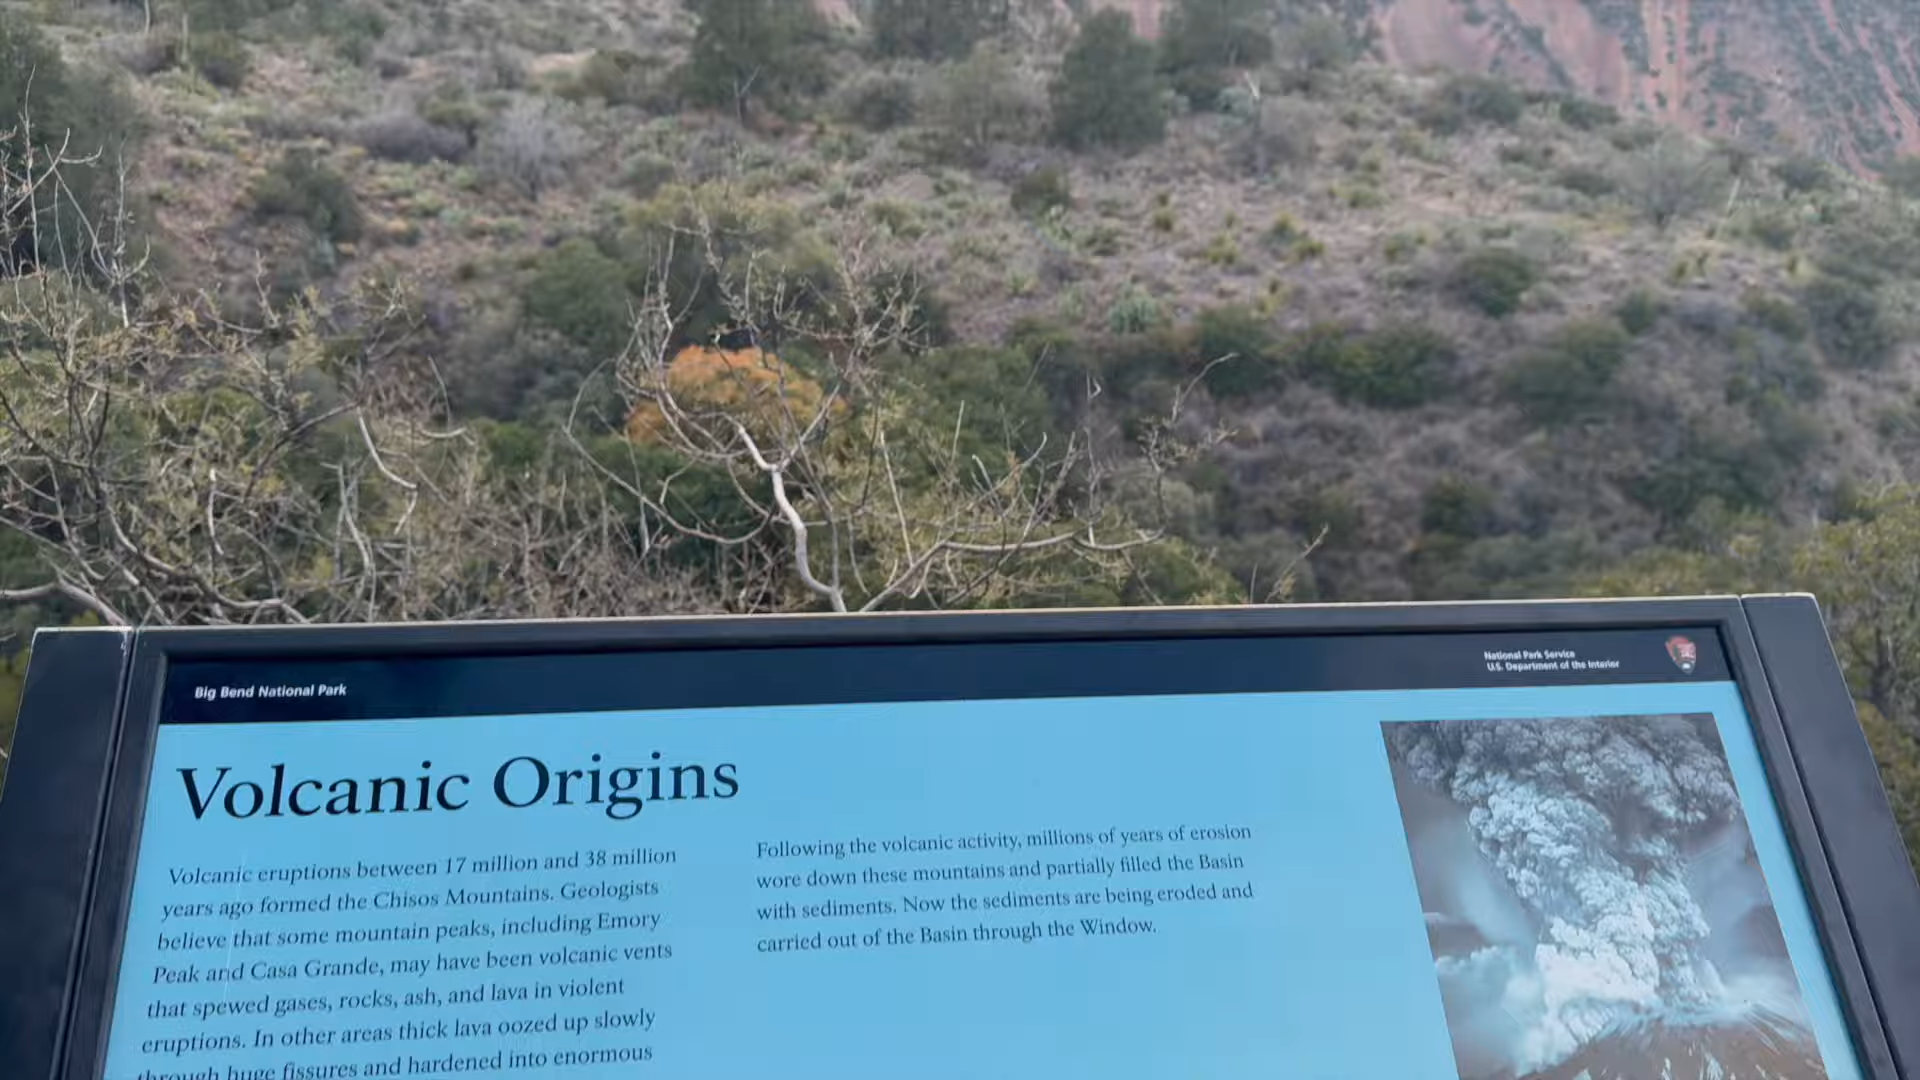 Big Bend National Park
National Park Service
U.S. Department of the Interior
Volcanic Origins
Volcanic eruptions between 17 million and 38 million
years ago formed the Chisos Mountains. Geologists
believe that some mountain peaks, including Emory
Peak and Casa Grande, may have been volcanic vents
that spewed gases, rocks, ash, and lava in violent
eruptions. In other areas thick lava oozed up slowly
through huge fissures and hardened into enormous
Following the volcanic activity, millions of years of erosion
wore down these mountains and partially filled the Basin
with sediments. Now the sediments are being eroded and
carried out of the Basin through the Window.